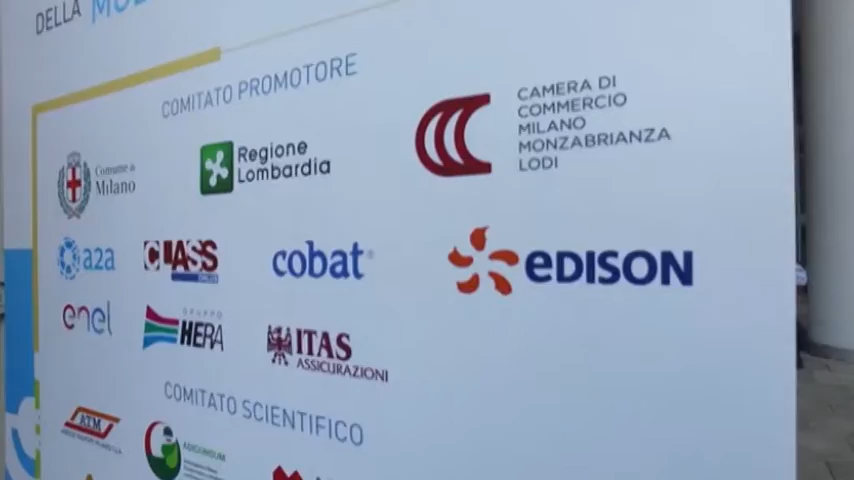 DELLA
COMITATO PROMOTORE
Comune di
Milano
Regione
Lombardia
CAMERA DI
COMMERCIO
MILANO
MONZABRIANZA
LODI
a2a
CLASS
cobat
eDISON
enel
GRUPPO
HERA
ITAS
ASSICURAZIONI
COMITATO SCIENTIFICO
ATM
ADICONSUM